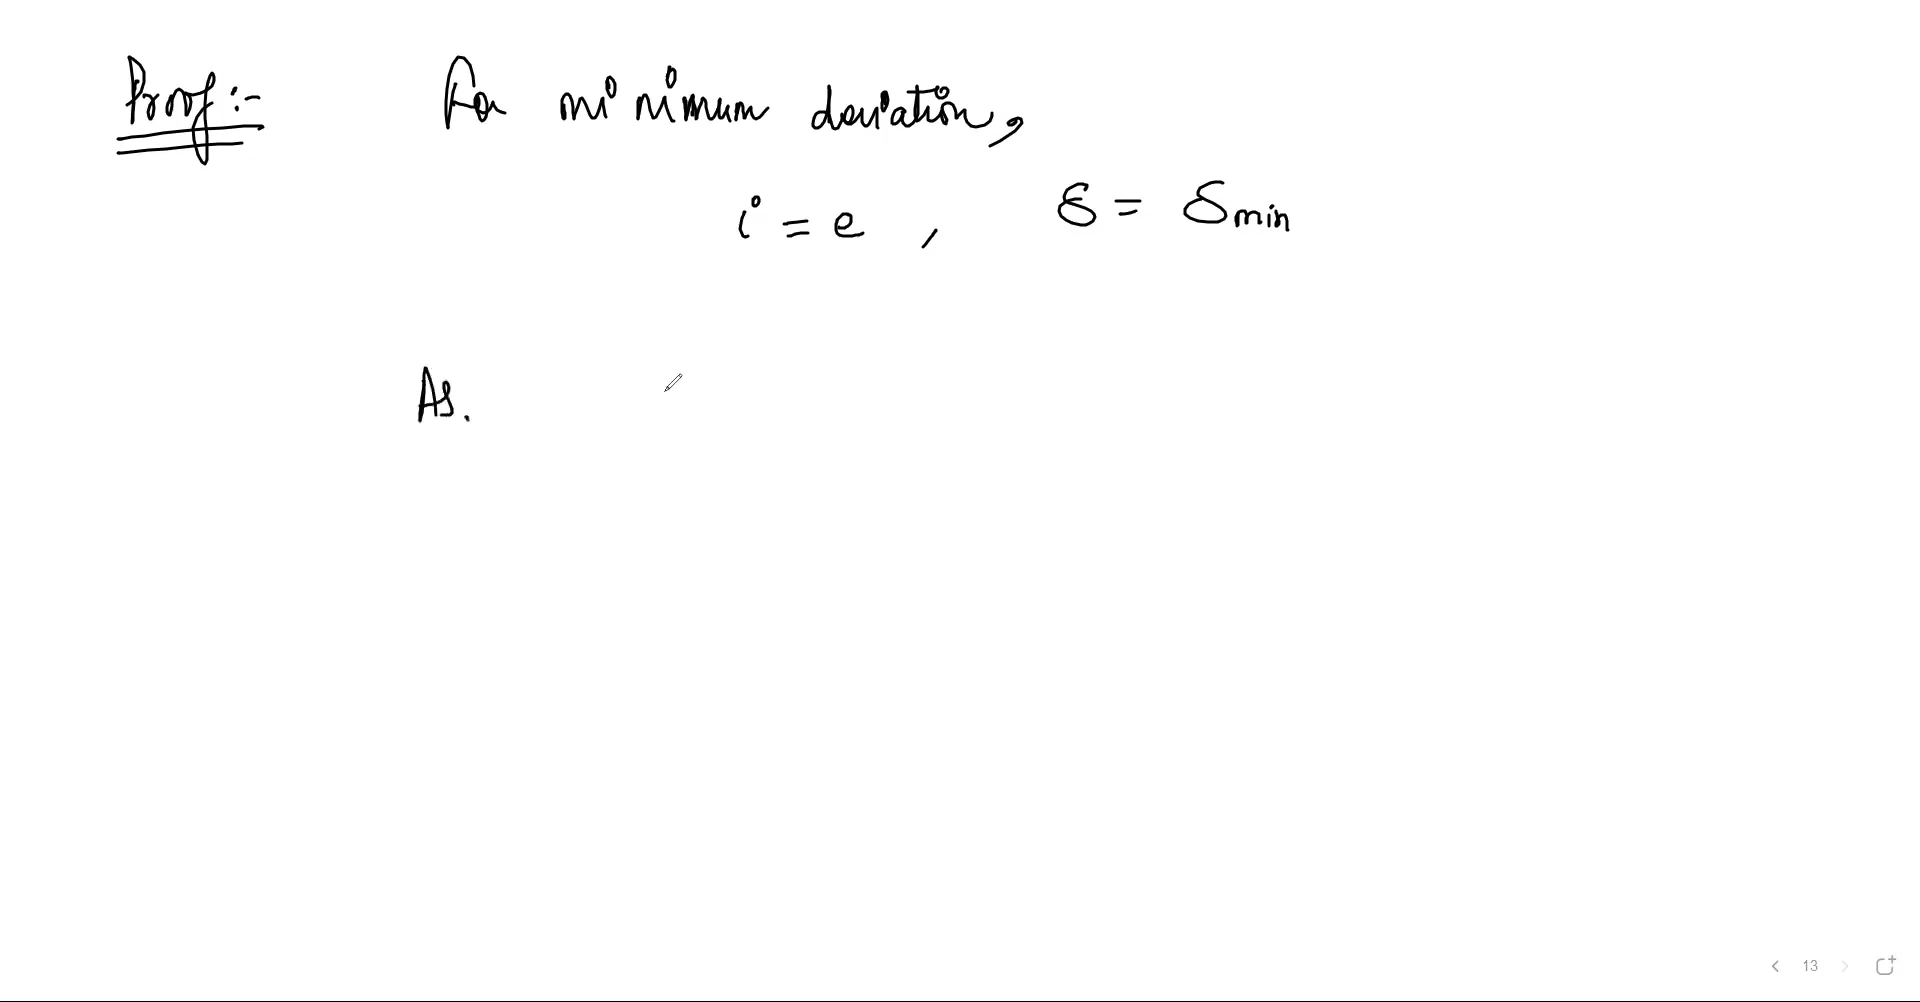 Proof :- For minimum deviation,
i = e , δ = δmin
As.
13